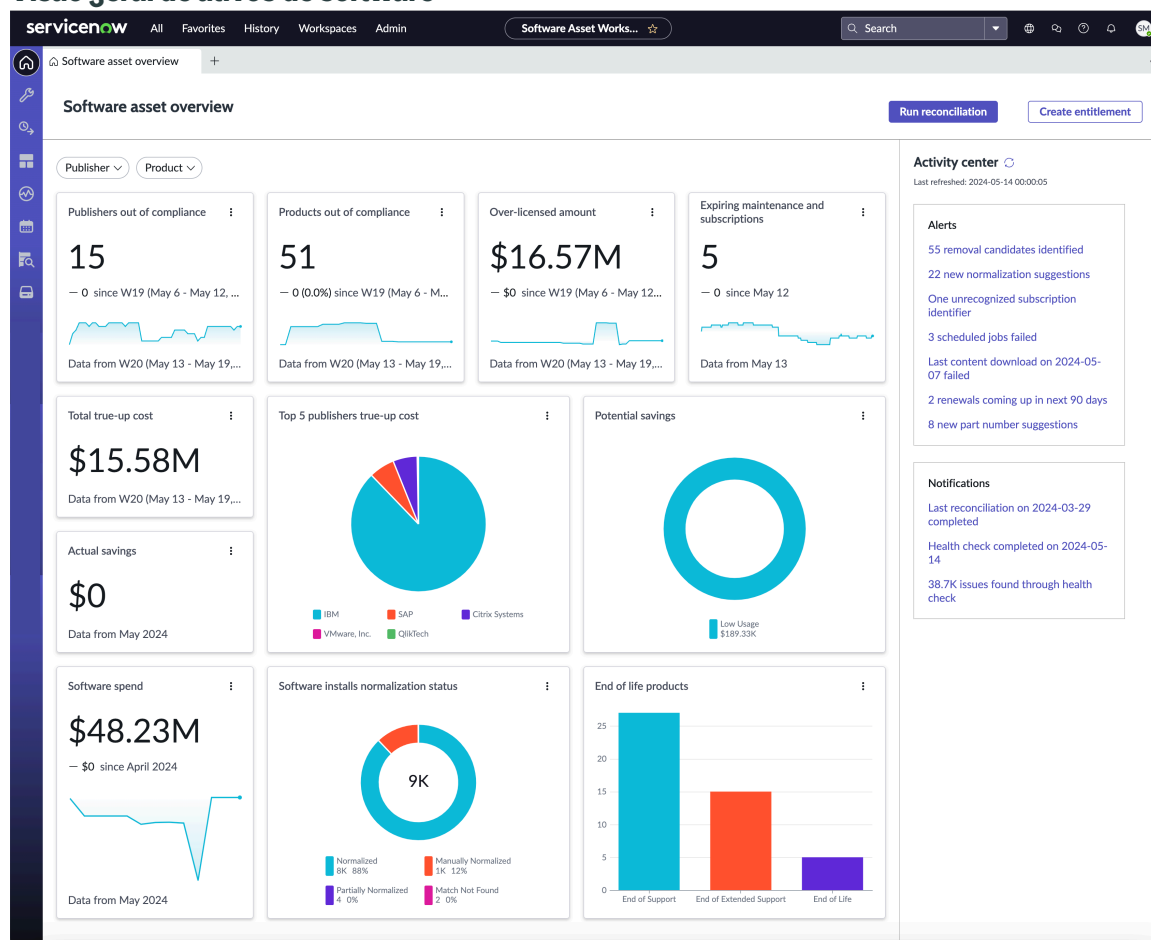 servicenow
All
Favorites
History
Workspaces
Admin
Software Asset Works...
Search
SM
Software asset overview
Software asset overview
Run reconciliation
Create entitlement
Publisher
Product
Publishers out of compliance
15
— 0 since W19 (May 6 - May 12, ...
Data from W20 (May 13 - May 19,...
Products out of compliance
51
— 0 (0.0%) since W19 (May 6 - M...
Data from W20 (May 13 - May 19,...
Over-licensed amount
$16.57M
— $0 since W19 (May 6 - May 12...
Data from W20 (May 13 - May 19,...
Expiring maintenance and
subscriptions
5
— 0 since May 12
Data from May 13
Total true-up cost
$15.58M
Data from W20 (May 13 - May 19,...
Actual savings
$0
Data from May 2024
Top 5 publishers true-up cost
IBM
SAP
Citrix Systems
VMware, Inc.
QlikTech
Potential savings
Low Usage
$189.33K
Software spend
$48.23M
— $0 since April 2024
Data from May 2024
Software installs normalization status
9K
Normalized
8K 88%
Manually Normalized
1K 12%
Partially Normalized
4 0%
Match Not Found
2 0%
End of life products
25
20
15
10
5
0
End of Support
End of Extended Support
End of Life
Activity center
Last refreshed: 2024-05-14 00:00:05
Alerts
55 removal candidates identified
22 new normalization suggestions
One unrecognized subscription
identifier
3 scheduled jobs failed
Last content download on 2024-05-
07 failed
2 renewals coming up in next 90 days
8 new part number suggestions
Notifications
Last reconciliation on 2024-03-29
completed
Health check completed on 2024-05-
14
38.7K issues found through health
check